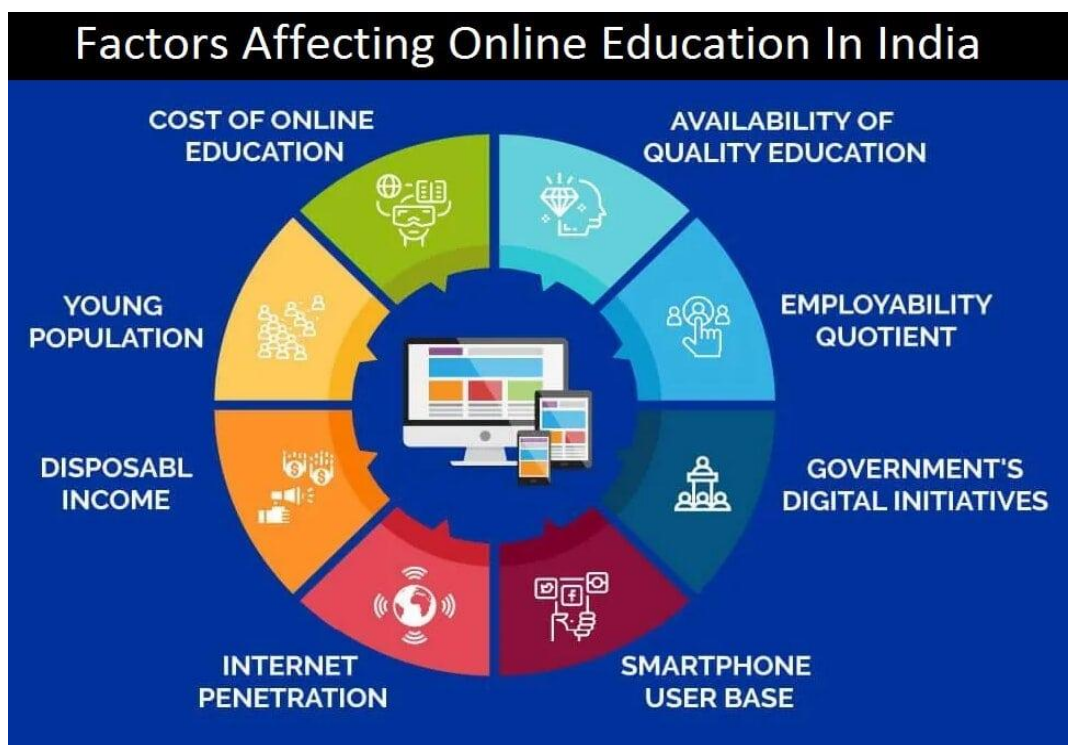 Factors Affecting Online Education In India
COST OF ONLINE
EDUCATION
AVAILABILITY OF
QUALITY EDUCATION
YOUNG
POPULATION
EMPLOYABILITY
QUOTIENT
DISPOSABL
INCOME
GOVERNMENT'S
DIGITAL INITIATIVES
INTERNET
PENETRATION
SMARTPHONE
USER BASE